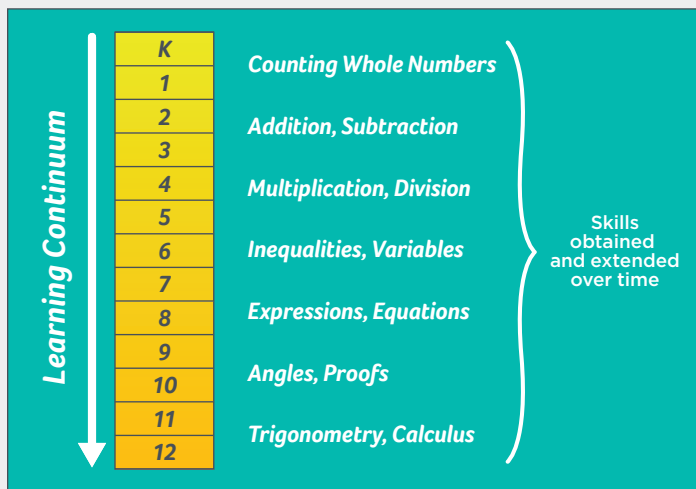 Learning Continuum
K
1
2
3
4
5
6
7
8
9
10
11
12
Counting Whole Numbers
Addition, Subtraction
Multiplication, Division
Inequalities, Variables
Expressions, Equations
Angles, Proofs
Trigonometry, Calculus
Skills
obtained
and extended
over time